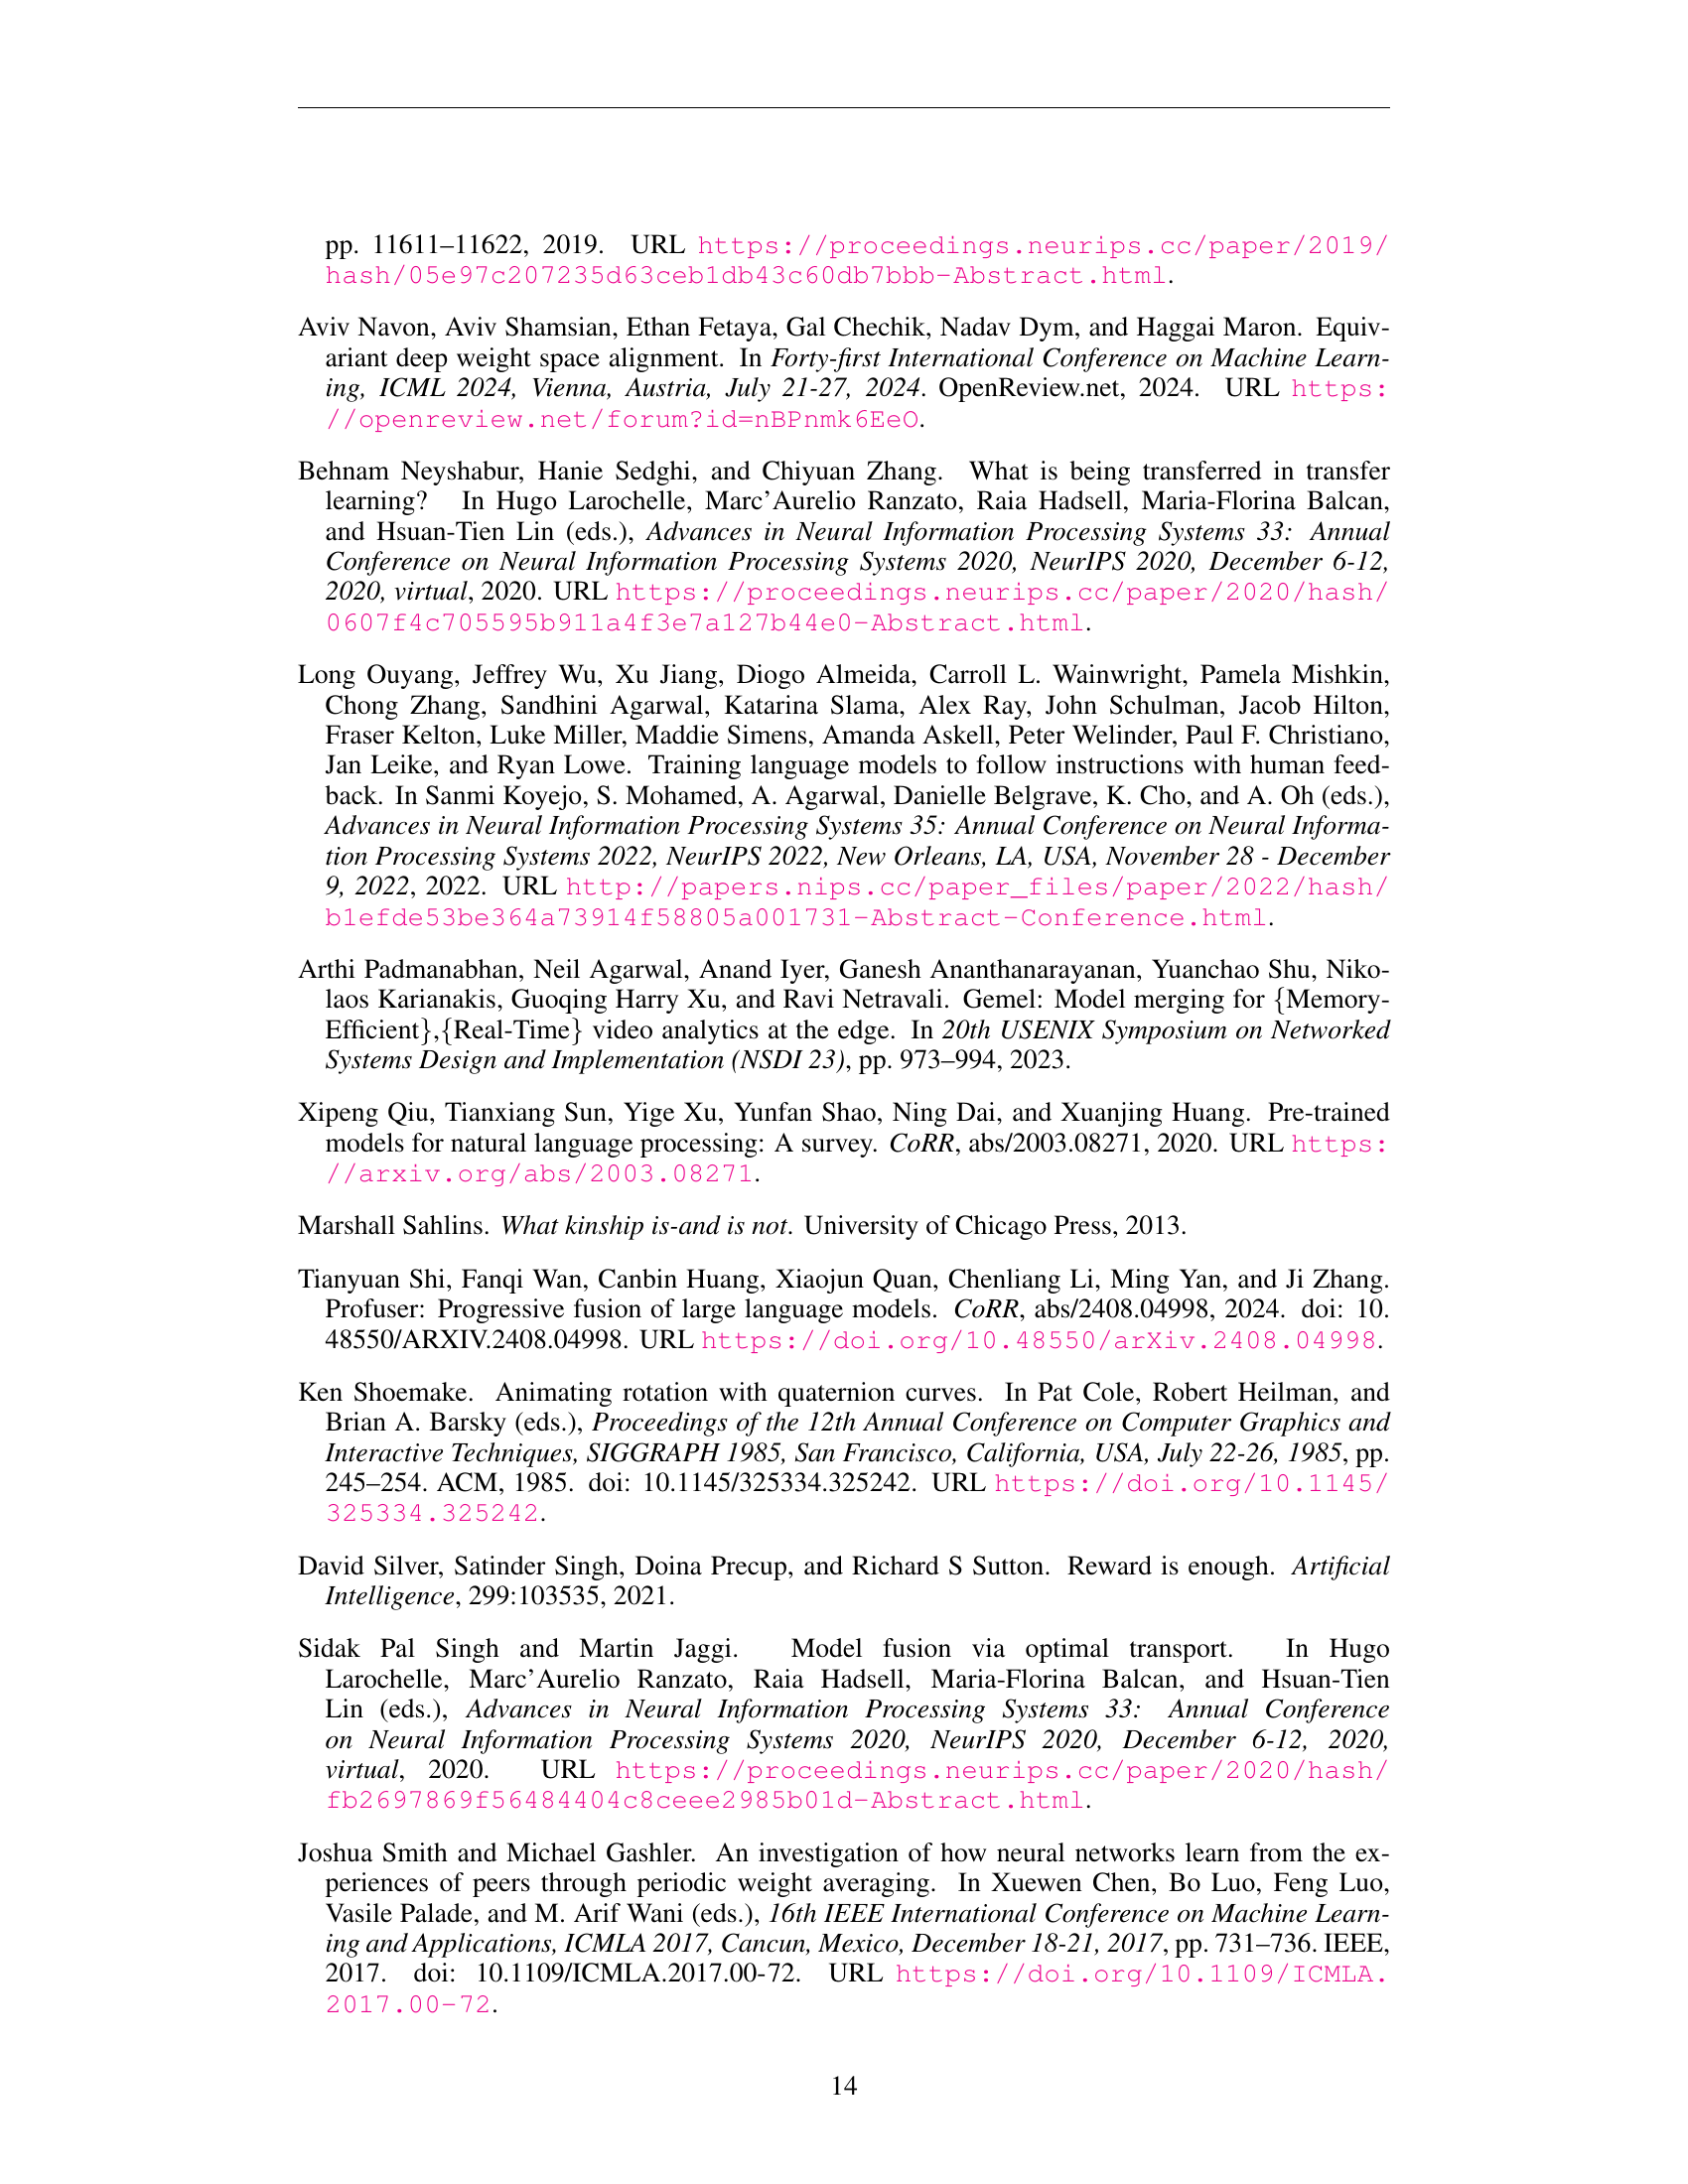 pp. 11611–11622, 2019. URL https://proceedings.neurips.cc/paper/2019/
hash/05e97c207235d63ceb1db43c60db7bbb-Abstract.html.
Aviv Navon, Aviv Shamsian, Ethan Fetaya, Gal Chechik, Nadav Dym, and Haggai Maron. Equiv-
ariant deep weight space alignment. In Forty-first International Conference on Machine Learn-
ing, ICML 2024, Vienna, Austria, July 21-27, 2024. OpenReview.net, 2024. URL https:
//openreview.net/forum?id=nBPnmk6EeO.
Behnam Neyshabur, Hanie Sedghi, and Chiyuan Zhang. What is being transferred in transfer
learning? In Hugo Larochelle, Marc'Aurelio Ranzato, Raia Hadsell, Maria-Florina Balcan,
and Hsuan-Tien Lin (eds.), Advances in Neural Information Processing Systems 33: Annual
Conference on Neural Information Processing Systems 2020, NeurIPS 2020, December 6-12,
2020, virtual, 2020. URL https://proceedings.neurips.cc/paper/2020/hash/
0607f4c705595b911a4f3e7a127b44e0-Abstract.html.
Long Ouyang, Jeffrey Wu, Xu Jiang, Diogo Almeida, Carroll L. Wainwright, Pamela Mishkin,
Chong Zhang, Sandhini Agarwal, Katarina Slama, Alex Ray, John Schulman, Jacob Hilton,
Fraser Kelton, Luke Miller, Maddie Simens, Amanda Askell, Peter Welinder, Paul F. Christiano,
Jan Leike, and Ryan Lowe. Training language models to follow instructions with human feed-
back. In Sanmi Koyejo, S. Mohamed, A. Agarwal, Danielle Belgrave, K. Cho, and A. Oh (eds.),
Advances in Neural Information Processing Systems 35: Annual Conference on Neural Informa-
tion Processing Systems 2022, NeurIPS 2022, New Orleans, LA, USA, November 28 - December
9, 2022, 2022. URL http://papers.nips.cc/paper_files/paper/2022/hash/
b1efde53be364a73914f58805a001731-Abstract-Conference.html.
Arthi Padmanabhan, Neil Agarwal, Anand Iyer, Ganesh Ananthanarayanan, Yuanchao Shu, Niko-
laos Karianakis, Guoqing Harry Xu, and Ravi Netravali. Gemel: Model merging for {Memory-
Efficient},{Real-Time} video analytics at the edge. In 20th USENIX Symposium on Networked
Systems Design and Implementation (NSDI 23), pp. 973–994, 2023.
Xipeng Qiu, Tianxiang Sun, Yige Xu, Yunfan Shao, Ning Dai, and Xuanjing Huang. Pre-trained
models for natural language processing: A survey. CoRR, abs/2003.08271, 2020. URL https:
//arxiv.org/abs/2003.08271.
Marshall Sahlins. What kinship is-and is not. University of Chicago Press, 2013.
Tianyuan Shi, Fanqi Wan, Canbin Huang, Xiaojun Quan, Chenliang Li, Ming Yan, and Ji Zhang.
Profuser: Progressive fusion of large language models. CoRR, abs/2408.04998, 2024. doi: 10.
48550/ARXIV.2408.04998. URL https://doi.org/10.48550/arXiv.2408.04998.
Ken Shoemake. Animating rotation with quaternion curves. In Pat Cole, Robert Heilman, and
Brian A. Barsky (eds.), Proceedings of the 12th Annual Conference on Computer Graphics and
Interactive Techniques, SIGGRAPH 1985, San Francisco, California, USA, July 22-26, 1985, pp.
245–254. ACM, 1985. doi: 10.1145/325334.325242. URL https://doi.org/10.1145/
325334.325242.
David Silver, Satinder Singh, Doina Precup, and Richard S Sutton. Reward is enough. Artificial
Intelligence, 299:103535, 2021.
Sidak Pal Singh and Martin Jaggi. Model fusion via optimal transport. In Hugo
Larochelle, Marc'Aurelio Ranzato, Raia Hadsell, Maria-Florina Balcan, and Hsuan-Tien
Lin (eds.), Advances in Neural Information Processing Systems 33: Annual Conference
on Neural Information Processing Systems 2020, NeurIPS 2020, December 6-12, 2020,
virtual, 2020. URL https://proceedings.neurips.cc/paper/2020/hash/
fb2697869f56484404c8ceee2985b01d-Abstract.html.
Joshua Smith and Michael Gashler. An investigation of how neural networks learn from the ex-
periences of peers through periodic weight averaging. In Xuewen Chen, Bo Luo, Feng Luo,
Vasile Palade, and M. Arif Wani (eds.), 16th IEEE International Conference on Machine Learn-
ing and Applications, ICMLA 2017, Cancun, Mexico, December 18-21, 2017, pp. 731–736. IEEE,
2017. doi: 10.1109/ICMLA.2017.00-72. URL https://doi.org/10.1109/ICMLA.
2017.00-72.
14